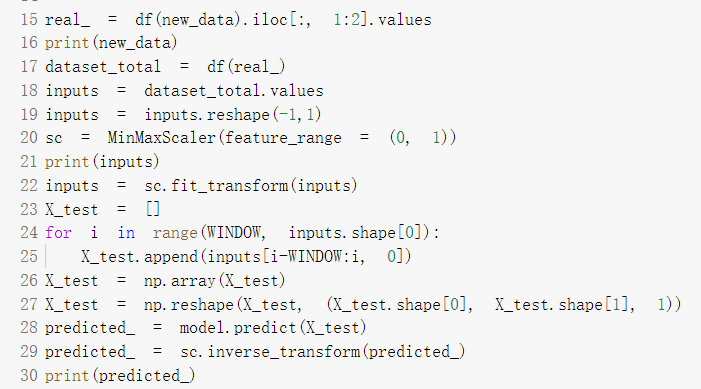 15 real_ = df(new_data).iloc[:, 1:2].values
16 print(new_data)
17 dataset_total = df(real_)
18 inputs = dataset_total.values
19 inputs = inputs.reshape(-1,1)
20 sc = MinMaxScaler(feature_range = (0, 1))
21 print(inputs)
22 inputs = sc.fit_transform(inputs)
23 X_test = []
24 for i in range(WINDOW, inputs.shape[0]):
25     X_test.append(inputs[i-WINDOW:i, 0])
26 X_test = np.array(X_test)
27 X_test = np.reshape(X_test, (X_test.shape[0], X_test.shape[1], 1))
28 predicted_ = model.predict(X_test)
29 predicted_ = sc.inverse_transform(predicted_)
30 print(predicted_)